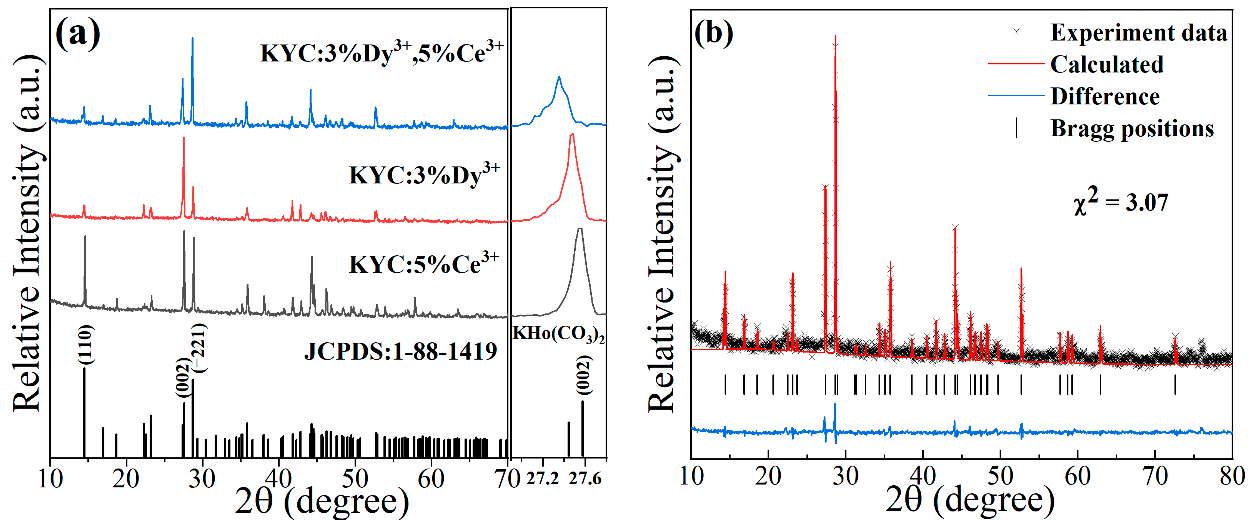 (a)
KYC:3%Dy³⁺,5%Ce³⁺
KYC:3%Dy³⁺
KYC:5%Ce³⁺
KHo(CO₃)₂
JCPDS:1-88-1419
(110)
(002)
(−221)
(002)
Relative Intensity (a.u.)
10 20 30 40 50 60 70
27.2 27.6
2θ (degree)
(b)
Experiment data
Calculated
Difference
Bragg positions
χ² = 3.07
Relative Intensity (a.u.)
10 20 30 40 50 60 70 80
2θ (degree)